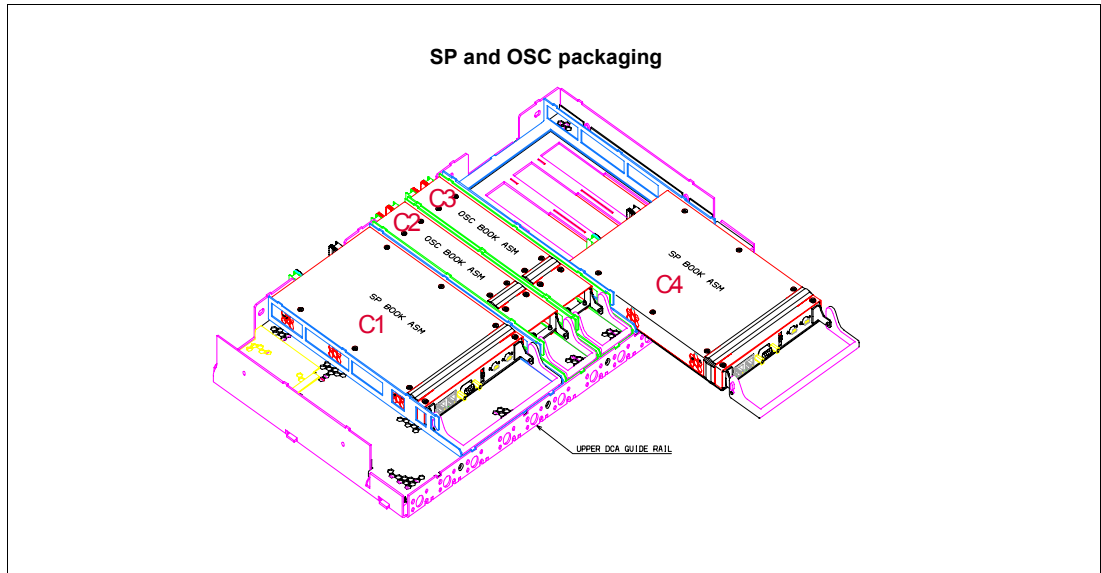 SP and OSC packaging
C3
OSC BOOK ASM
C2
OSC BOOK ASM
SP BOOK ASM
C4
SP BOOK ASM
C1
UPPER DCA GUIDE RAIL